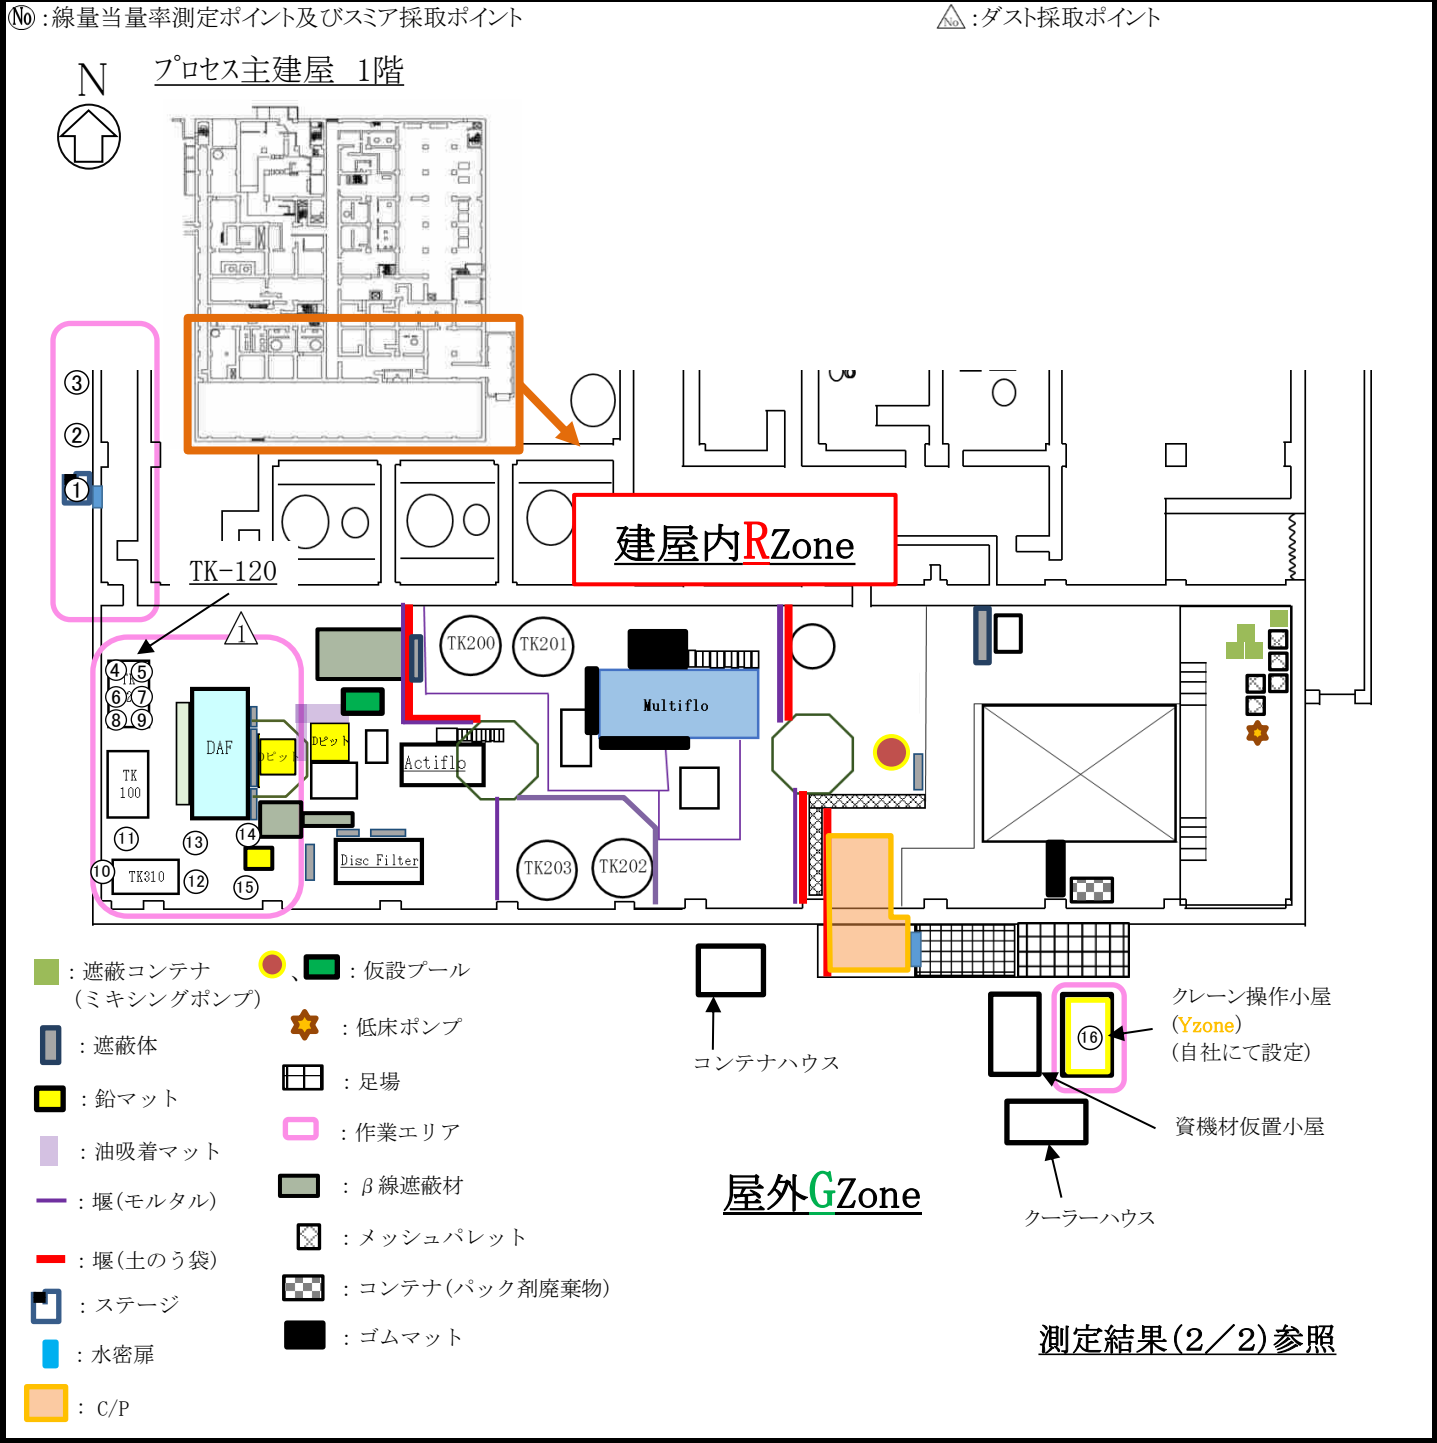 № :線量当量率測定ポイント及びスミア採取ポイント
No :ダスト採取ポイント
N
プロセス主建屋 1階
③
②
①
建屋内RZone
TK-120
1
④ ⑤
⑥ ⑦
⑧ ⑨
TK200
TK201
Multiflo
DAF
Dピット
Dピット
Actiflo
TK
100
⑪
⑬
⑭
⑩
TK310
⑫
⑮
Disc Filter
TK203
TK202
:遮蔽コンテナ
(ミキシングポンプ)
:遮蔽体
:鉛マット
:油吸着マット
:堰(モルタル)
:堰(土のう袋)
:ステージ
:水密扉
: C/P
、 :仮設プール
:低床ポンプ
:足場
:作業エリア
:β線遮蔽材
:メッシュパレット
:コンテナ(パック剤廃棄物)
:ゴムマット
コンテナハウス
⑯
クレーン操作小屋
(Yzone)
(自社にて設定)
資機材仮置小屋
クーラーハウス
屋外GZone
測定結果(2/2)参照